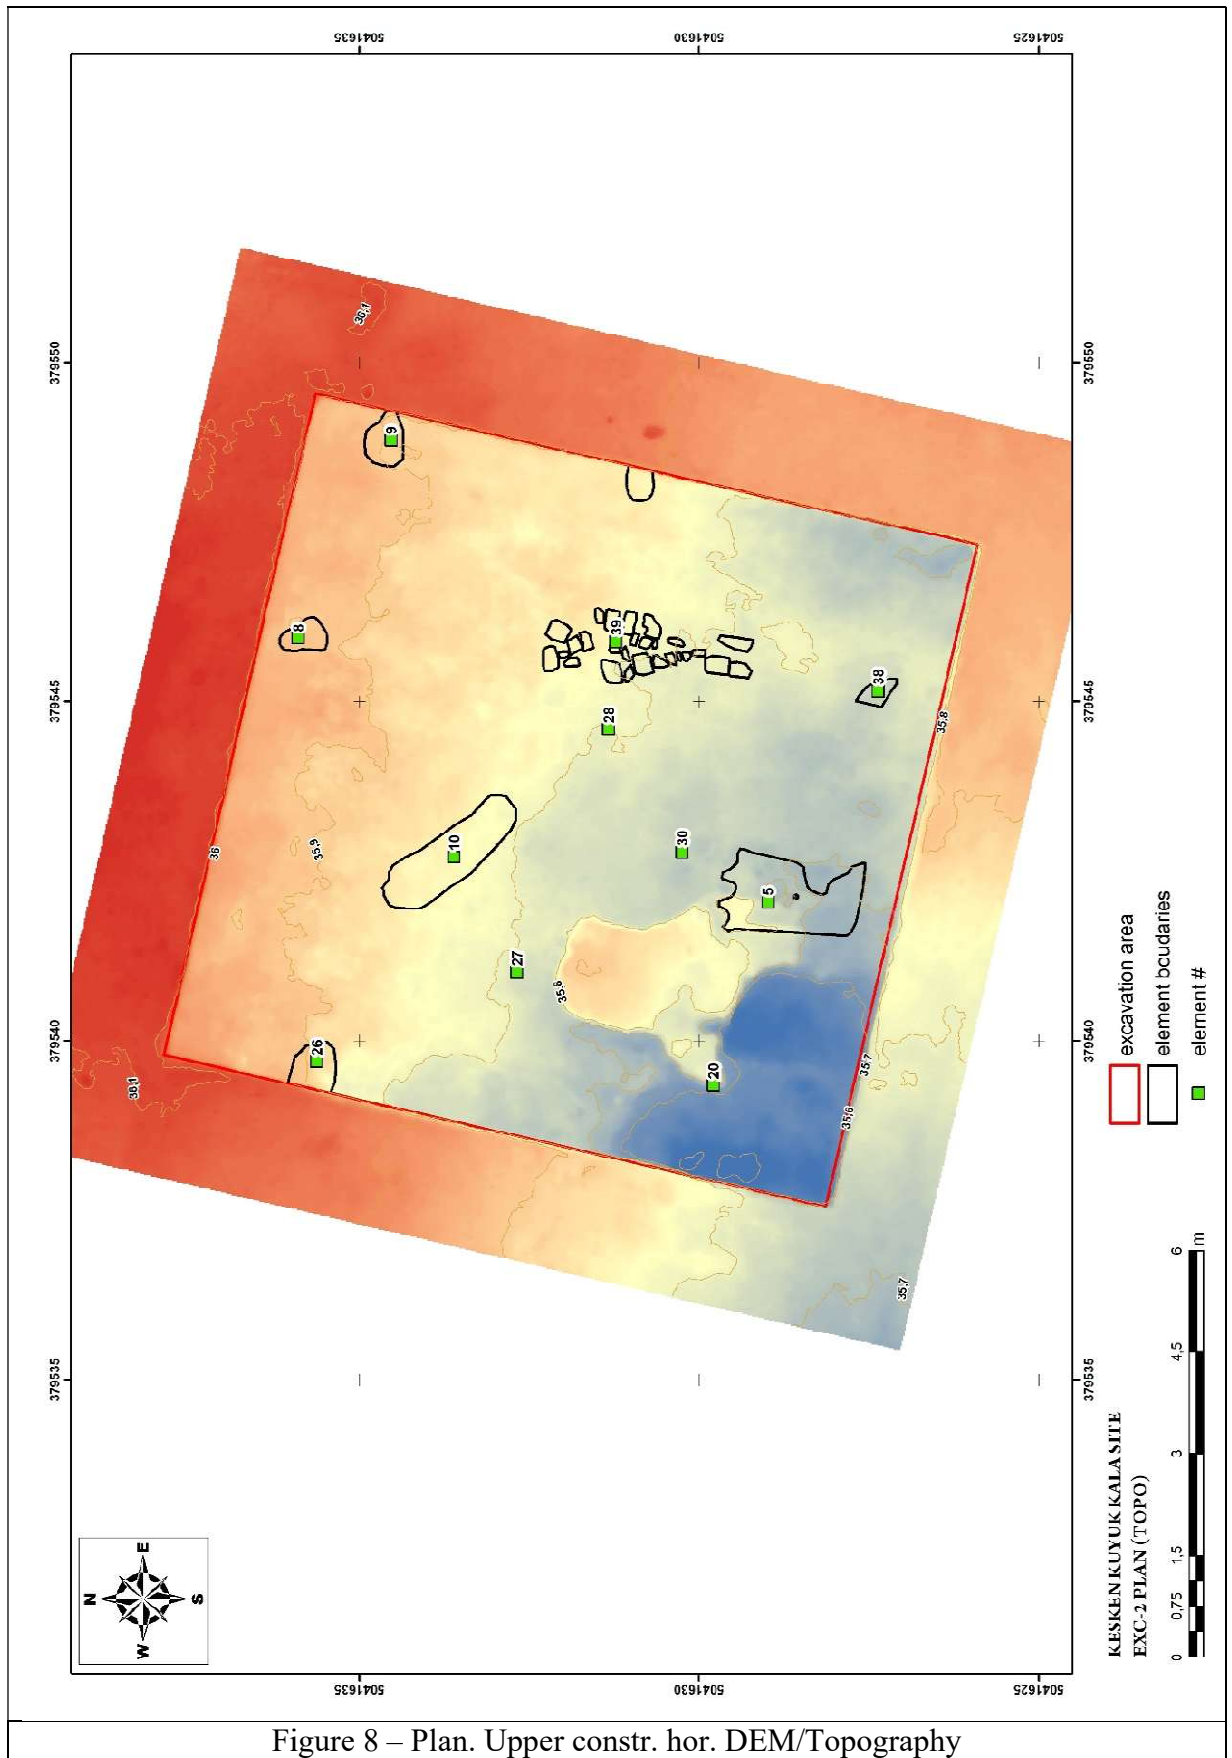 5041635 5041630 5041625
36,1
379550 379550
9
8
39
379545 379545
28
38
35,8
10
30
36
35,9
5
27
26
379540 379540
20
36,1
35,7
35,6
35,7
379535 379535
excavation area
element boudaries
element #
KESKEN KUYUK KALA SITE
EXC-2 PLAN (TOPO)
0 0,75 1,5 3 4,5 6 m
N
W E
S
5041635 5041630 5041625
Figure 8 – Plan. Upper constr. hor. DEM/Topography